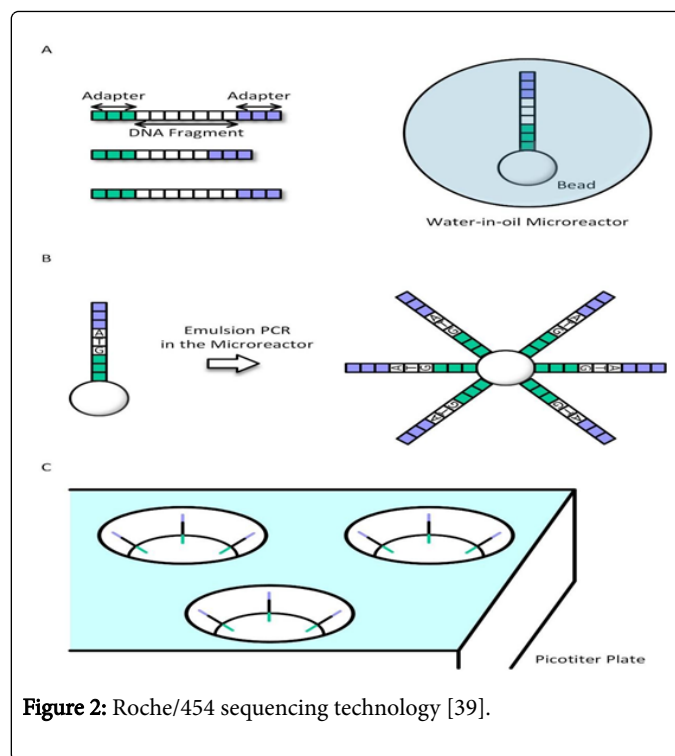 A
Adapter Adapter
DNA Fragment
Bead
Water-in-oil Microreactor
B
A
T
G
Emulsion PCR
in the Microreactor
A T G G T A
A T G G T A
A T G G T A
C
Picotiter Plate
Figure 2: Roche/454 sequencing technology [39].